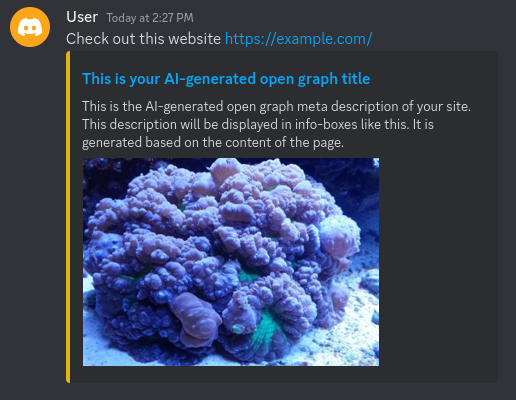 User Today at 2:27 PM
Check out this website https://example.com/
This is your AI-generated open graph title
This is the AI-generated open graph meta description of your site.
This description will be displayed in info-boxes like this. It is
generated based on the content of the page.